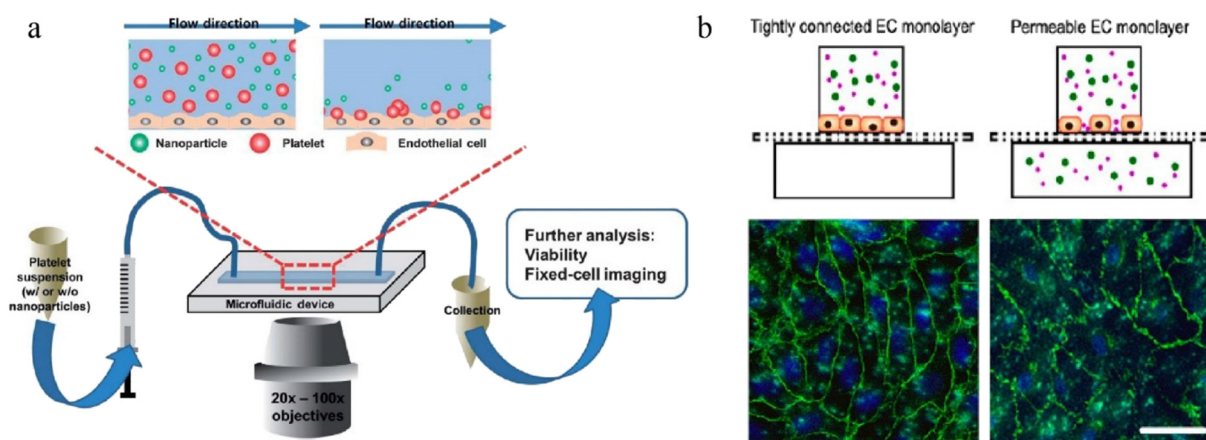 a
Flow direction
Flow direction
Nanoparticle
Platelet
Endothelial cell
Platelet
suspension
(w/ or w/o
nanoparticles)
Microfluidic device
20x – 100x
objectives
Collection
Further analysis:
Viability
Fixed-cell imaging
b
Tightly connected EC monolayer
Permeable EC monolayer